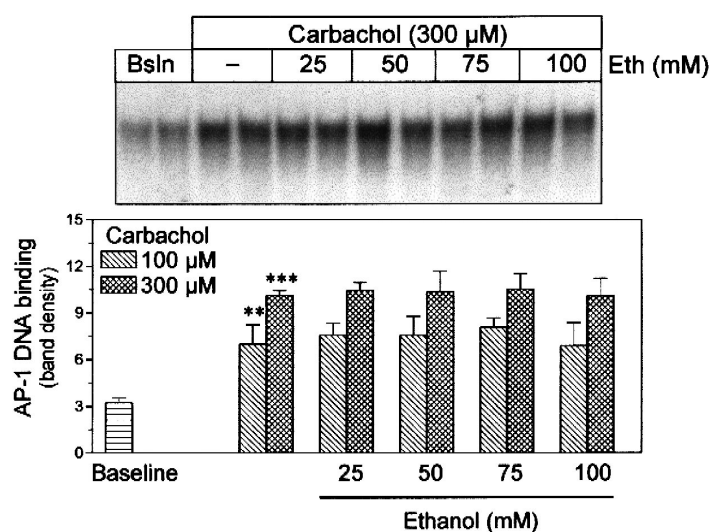 Carbachol (300 µM)
Bsln – 25 50 75 100 Eth (mM)
15
12
9
6
3
0
AP-1 DNA binding
(band density)
Carbachol
100 µM
300 µM
** ***
Baseline 25 50 75 100
Ethanol (mM)